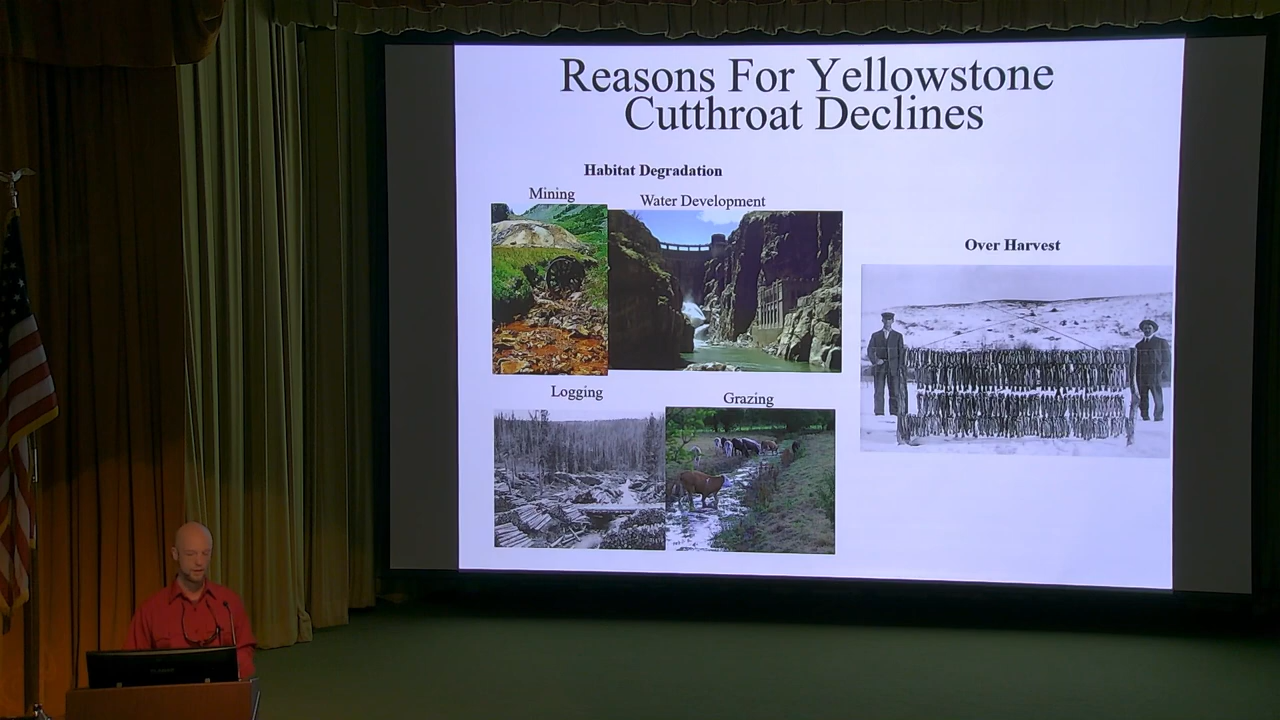 Reasons For Yellowstone
Cutthroat Declines
Habitat Degradation
Mining
Water Development
Over Harvest
Logging
Grazing